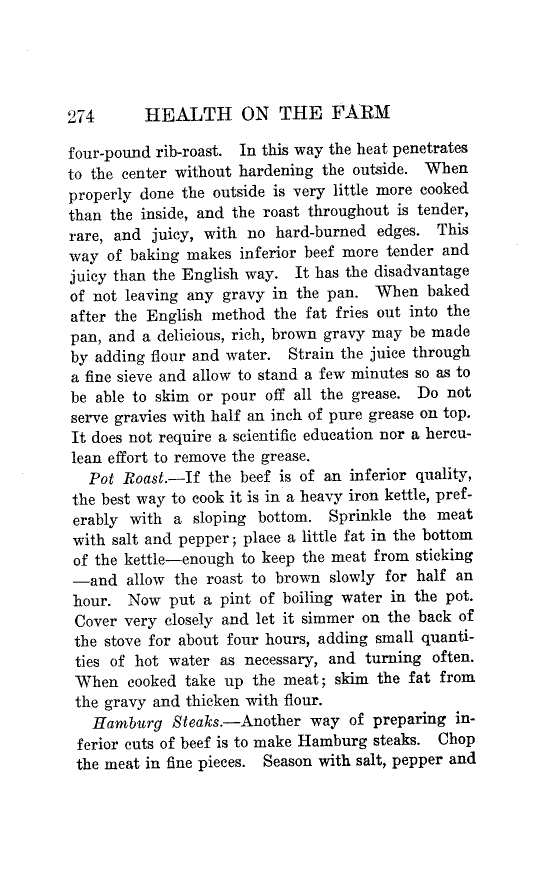 274 HEALTH ON THE FARM
four-pound rib-roast. In this way the heat penetrates
to the center without hardening the outside. When
properly done the outside is very little more cooked
than the inside, and the roast throughout is tender,
rare, and juicy, with no hard-burned edges. This
way of baking makes inferior beef more tender and
juicy than the English way. It has the disadvantage
of not leaving any gravy in the pan. When baked
after the English method the fat fries out into the
pan, and a delicious, rich, brown gravy may be made
by adding flour and water. Strain the juice through
a fine sieve and allow to stand a few minutes so as to
be able to skim or pour off all the grease. Do not
serve gravies with half an inch of pure grease on top.
It does not require a scientific education nor a hercu-
lean effort to remove the grease.
Pot Roast.—If the beef is of an inferior quality,
the best way to cook it is in a heavy iron kettle, pref-
erably with a sloping bottom. Sprinkle the meat
with salt and pepper; place a little fat in the bottom
of the kettle—enough to keep the meat from sticking
—and allow the roast to brown slowly for half an
hour. Now put a pint of boiling water in the pot.
Cover very closely and let it simmer on the back of
the stove for about four hours, adding small quanti-
ties of hot water as necessary, and turning often.
When cooked take up the meat; skim the fat from
the gravy and thicken with flour.
Hamburg Steaks.—Another way of preparing in-
ferior cuts of beef is to make Hamburg steaks. Chop
the meat in fine pieces. Season with salt, pepper and